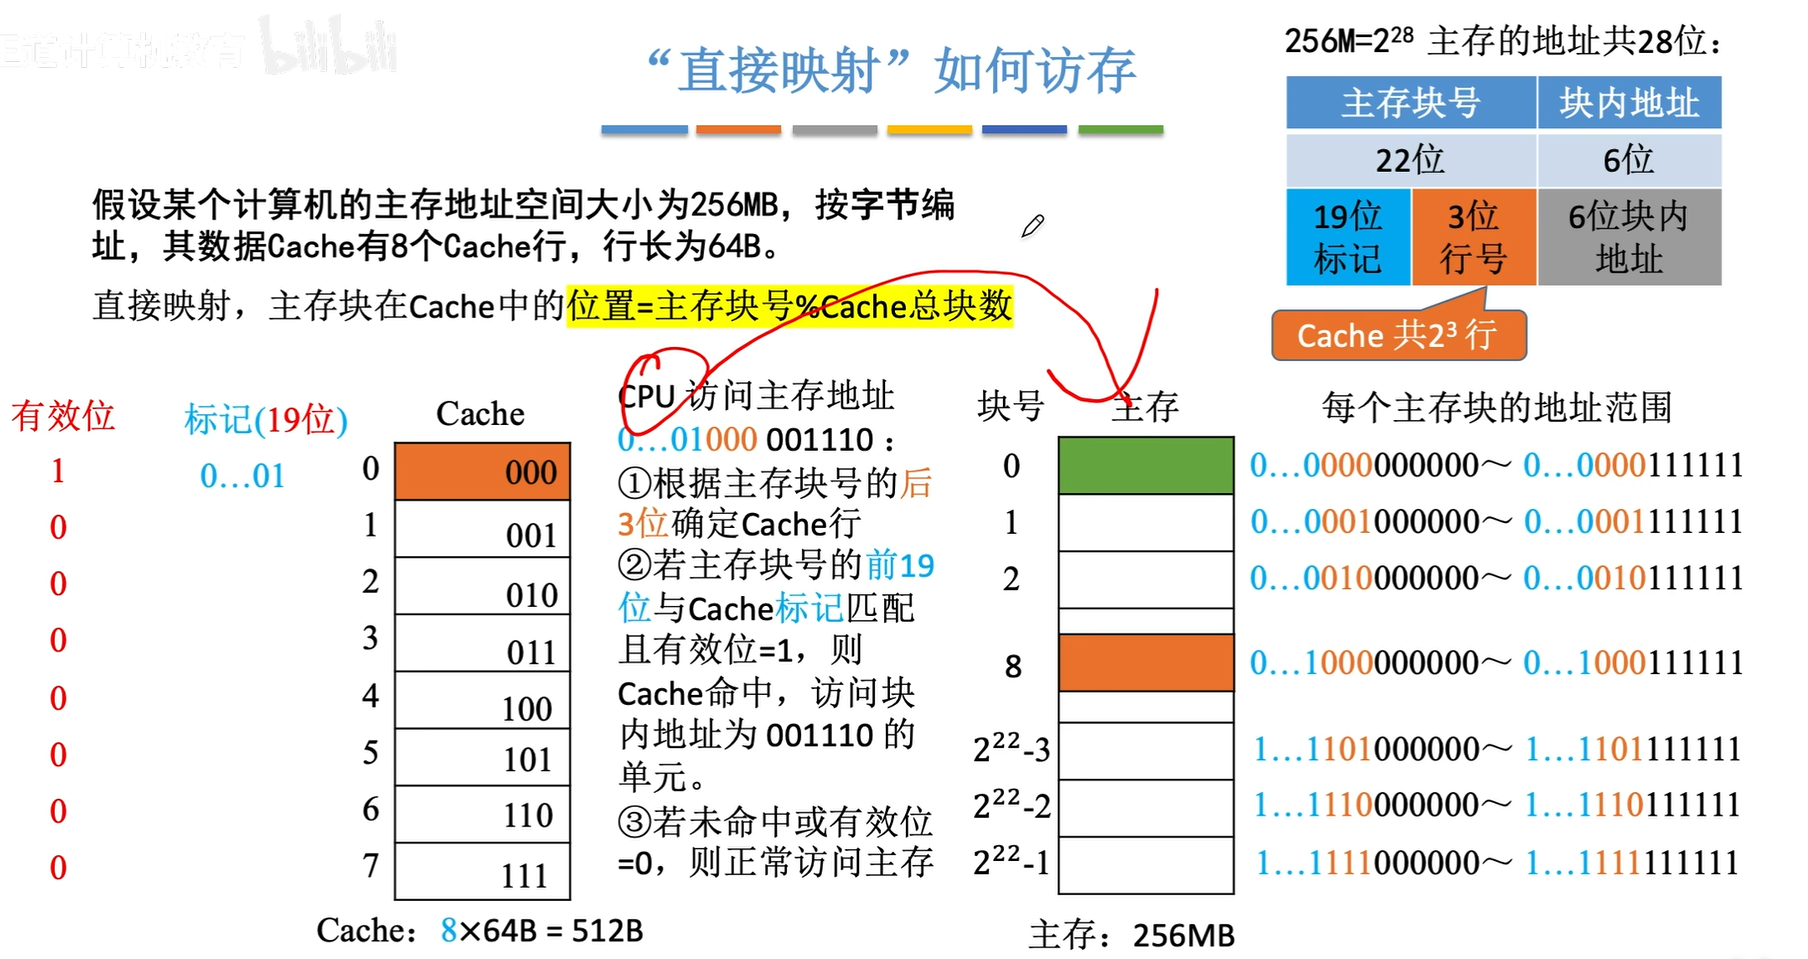 王道计算机教育 bilibili
“直接映射”如何访存
256M=2²⁸ 主存的地址共28位：
主存块号 块内地址
22位 6位
19位标记 3位行号 6位块内地址
Cache 共2³ 行
假设某个计算机的主存地址空间大小为256MB，按字节编
址，其数据Cache有8个Cache行，行长为64B。
直接映射，主存块在Cache中的位置=主存块号%Cache总块数
有效位 标记(19位) Cache
1 0…01 0 000
0 1 001
0 2 010
0 3 011
0 4 100
0 5 101
0 6 110
0 7 111
Cache：8×64B = 512B
CPU 访问主存地址
0…01000 001110：
①根据主存块号的后
3位确定Cache行
②若主存块号的前19
位与Cache标记匹配
且有效位=1，则
Cache命中，访问块
内地址为 001110 的
单元。
③若未命中或有效位
=0，则正常访问主存
块号 主存 每个主存块的地址范围
0 0…0000000000～ 0…0000111111
1 0…0001000000～ 0…0001111111
2 0…0010000000～ 0…0010111111
8 0…1000000000～ 0…1000111111
2²²-3 1…1101000000～ 1…1101111111
2²²-2 1…1110000000～ 1…1110111111
2²²-1 1…1111000000～ 1…1111111111
主存：256MB